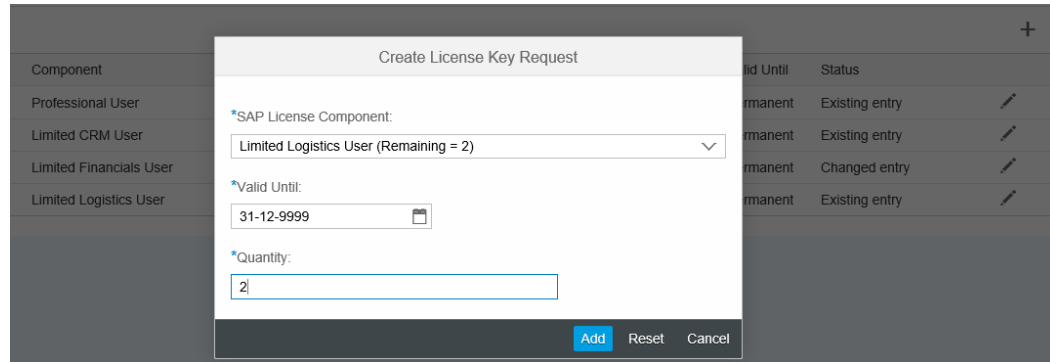 +
Create License Key Request
Component
lid Until
Status
Professional User
rmanent
Existing entry
*SAP License Component:
Limited CRM User
Limited Logistics User (Remaining = 2)
rmanent
Existing entry
Limited Financials User
rmanent
Changed entry
*Valid Until:
Limited Logistics User
rmanent
Existing entry
31-12-9999
*Quantity:
2
Add Reset Cancel